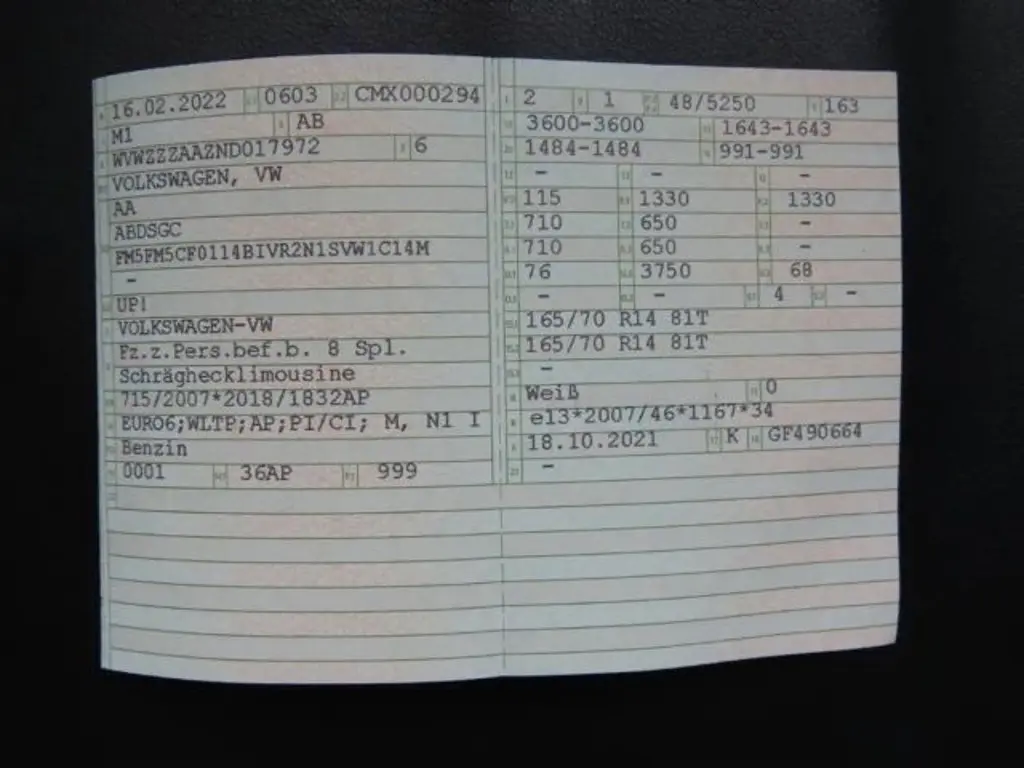 16.02.2022 0603 CMX000294
M1 AB
WVWZZZAAZND017972 6
VOLKSWAGEN, VW
AA
ABDSGC
FM5FM5CF0114BIVR2N1SVW1C14M
-
UP!
VOLKSWAGEN-VW
Fz.z.Pers.bef.b. 8 Spl.
Schräghecklimousine
715/2007*2018/1832AP
EURO6;WLTP;AP;PI/CI; M, N1 I
Benzin
0001 36AP 999
2 1 48/5250 163
3600-3600 1643-1643
1484-1484 991-991
- - -
115 1330 1330
710 650 -
710 650 -
76 3750 68
- - 4 -
165/70 R14 81T
165/70 R14 81T
-
Weiß 0
e13*2007/46*1167*34
18.10.2021 K GF490664
-